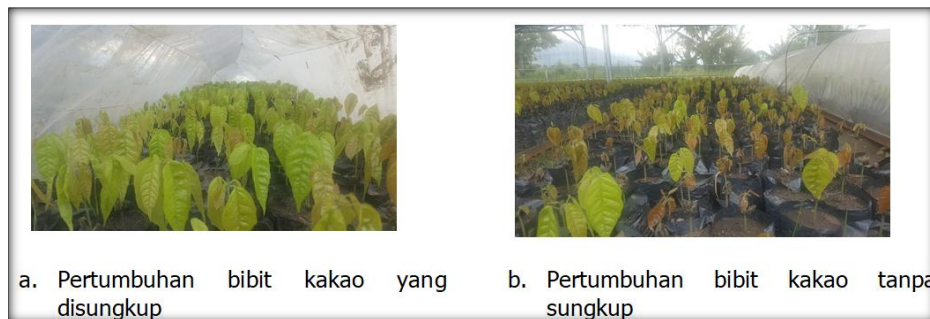 a. Pertumbuhan bibit kakao yang
disungkup
b. Pertumbuhan bibit kakao tanpa
sungkup